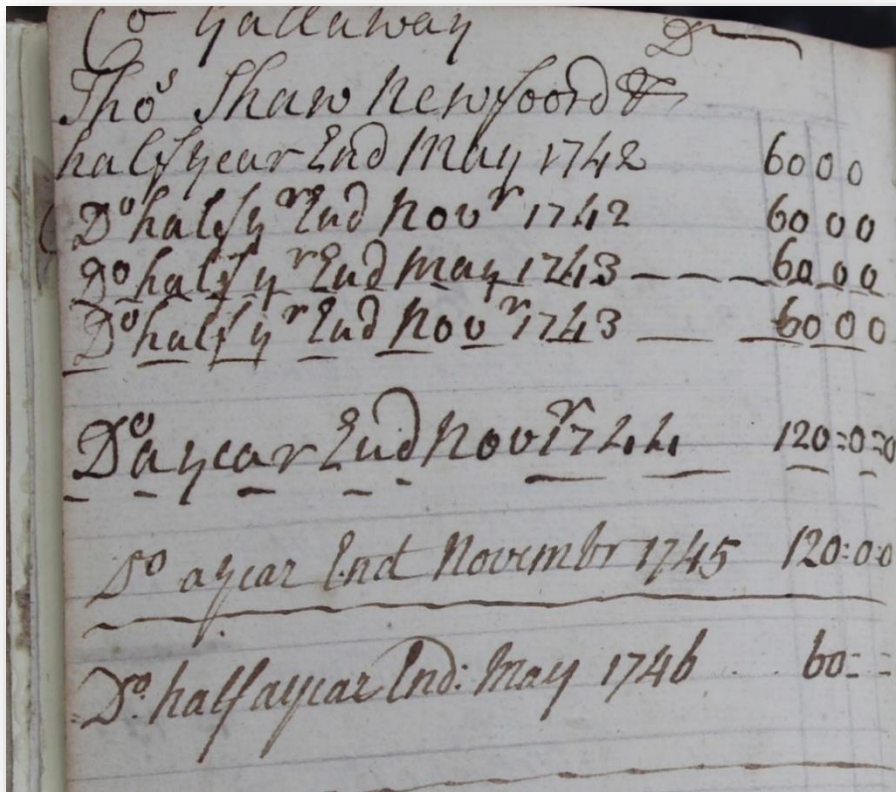 Co Gallaway Dr
Thos Shaw Newfoord &
half year End May 1742 60 0 0
Do half yr End Novr 1742 60 0 0
Do half yr End May 1743 60 0 0
Do half yr End Novr 1743 60 0 0
Do a year End Novr 1744 120:0:0
Do a year End Novembr 1745 120:0:0
Do. half a year End: May 1746 60: =